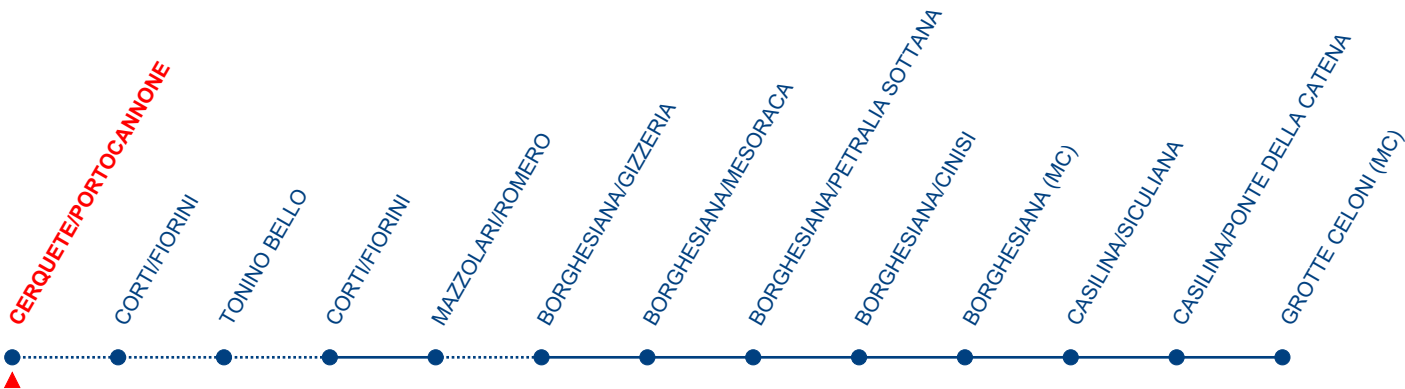 CERQUETE/PORTOCANNONE
CORTI/FIORINI
TONINO BELLO
CORTI/FIORINI
MAZZOLARI/ROMERO
BORGHESIANA/GIZZERIA
BORGHESIANA/MESORACA
BORGHESIANA/PETRALIA SOTTANA
BORGHESIANA/CINISI
BORGHESIANA (MC)
CASILINA/SICULIANA
CASILINA/PONTE DELLA CATENA
GROTTE CELONI (MC)